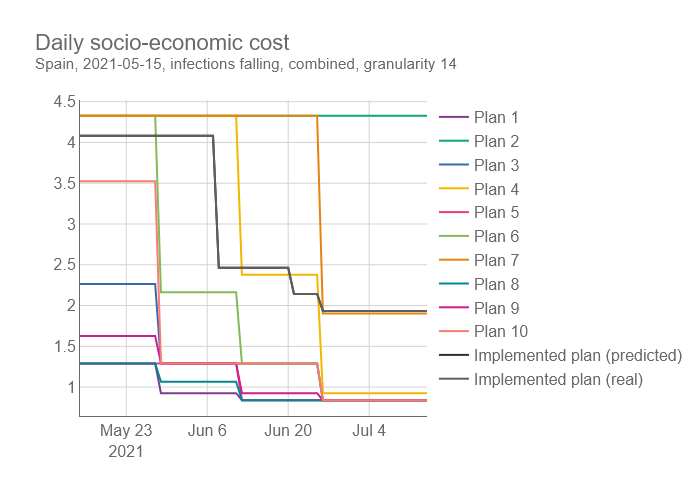 Daily socio-economic cost
Spain, 2021-05-15, infections falling, combined, granularity 14
4.5
4
3.5
3
2.5
2
1.5
1
May 23
2021
Jun 6
Jun 20
Jul 4
Plan 1
Plan 2
Plan 3
Plan 4
Plan 5
Plan 6
Plan 7
Plan 8
Plan 9
Plan 10
Implemented plan (predicted)
Implemented plan (real)